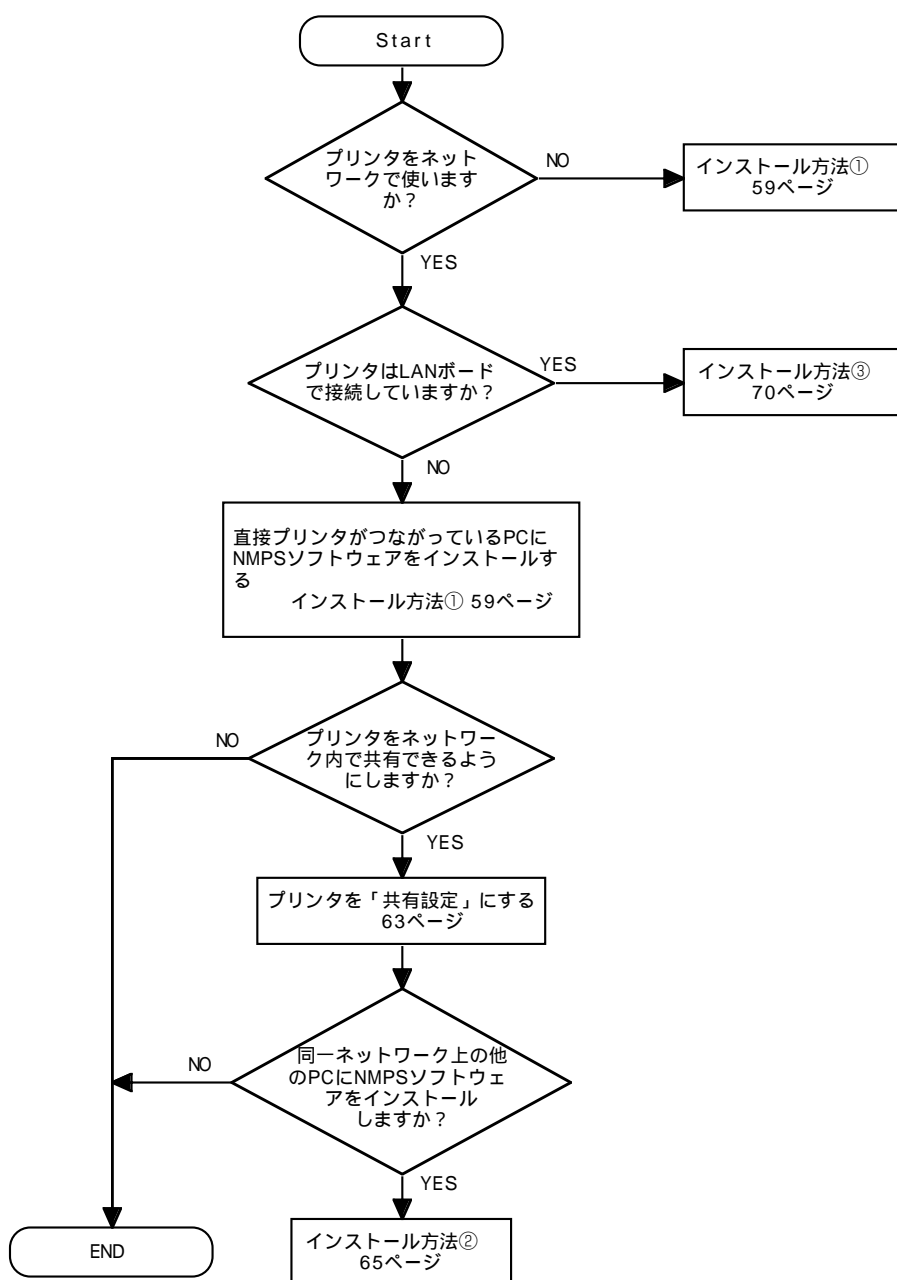 Start
プリンタをネット
ワークで使います
か？
NO
インストール方法①
59ページ
YES
プリンタはLANボード
で接続していますか？
YES
インストール方法③
70ページ
NO
直接プリンタがつながっているPCに
NMPSソフトウェアをインストールす
る
インストール方法① 59ページ
NO
プリンタをネットワー
ク内で共有できるよう
にしますか？
YES
プリンタを「共有設定」にする
63ページ
NO
同一ネットワーク上の他
のPCにNMPSソフトウェ
アをインストール
しますか？
YES
END
インストール方法②
65ページ